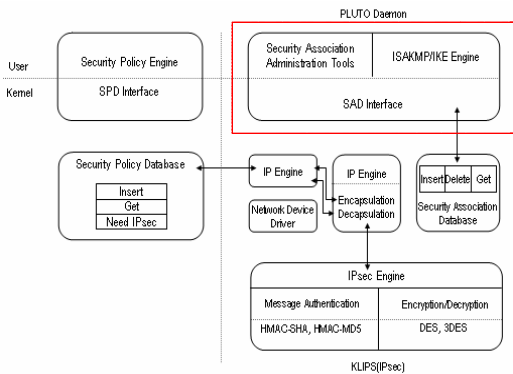 PLUTO Daemon
User
Kernel
Security Policy Engine
SPD Interface
Security Association
Administration Tools
ISAKMP/IKE Engine
SAD Interface
Security Policy Database
Insert
Get
Need IPsec
IP Engine
Network Device
Driver
IP Engine
Encapsulation
Decapsulation
Insert Delete Get
Security Association
Database
IPsec Engine
Message Authentication
Encryption/Decryption
HMAC-SHA, HMAC-MD5
DES, 3DES
KLIPS(IPsec)